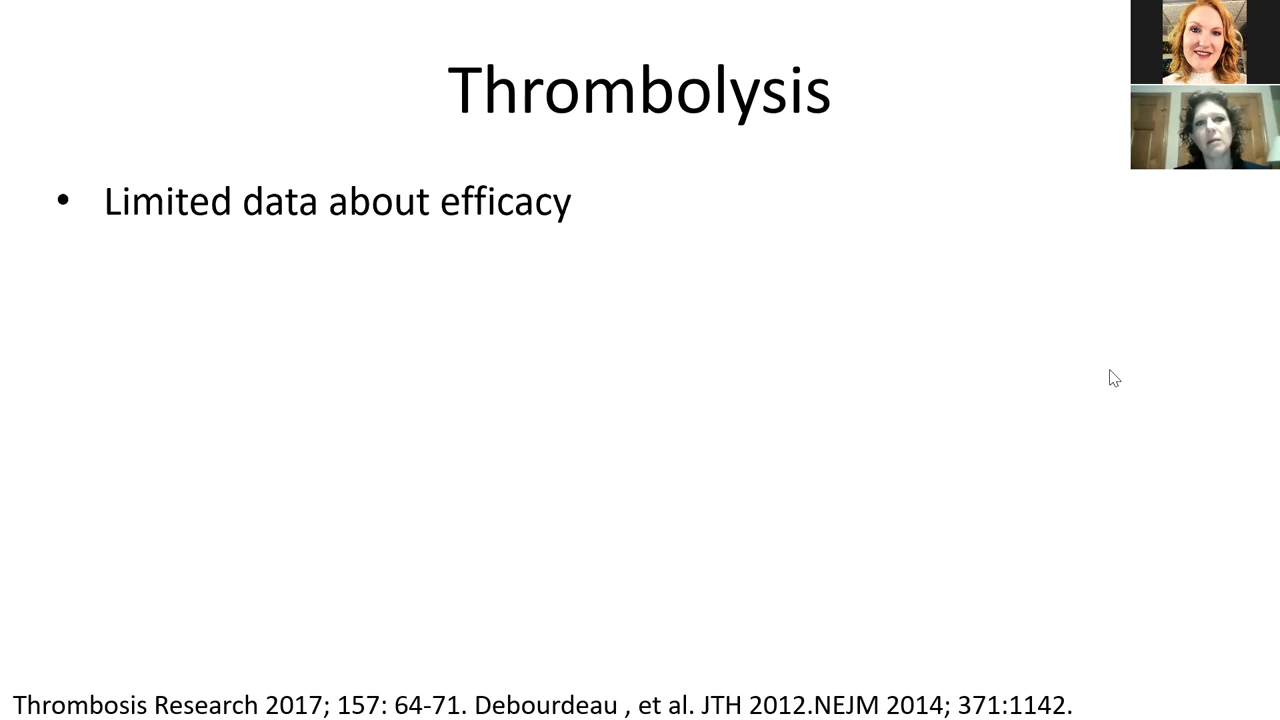 Thrombolysis
• Limited data about efficacy
Thrombosis Research 2017; 157: 64-71. Debourdeau , et al. JTH 2012.NEJM 2014; 371:1142.